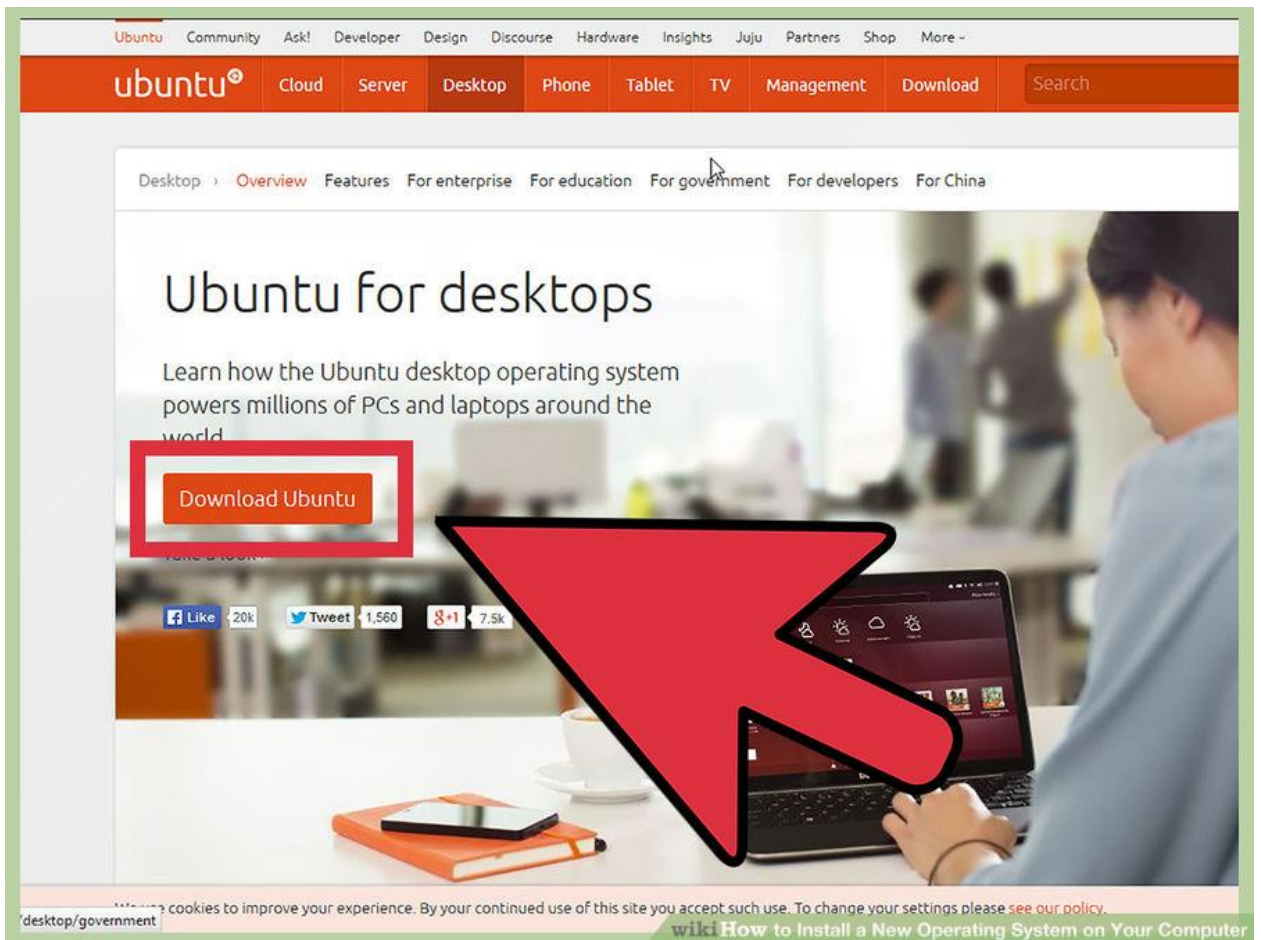 Ubuntu Community Ask! Developer Design Discourse Hardware Insights Juju Partners Shop More
ubuntu Cloud Server Desktop Phone Tablet TV Management Download Search
Desktop › Overview Features For enterprise For education For government For developers For China
Ubuntu for desktops
Learn how the Ubuntu desktop operating system
powers millions of PCs and laptops around the
world
Download Ubuntu
Take a look
Like 20k Tweet 1,560 g+1 7.5k
We use cookies to improve your experience. By your continued use of this site you accept such use. To change your settings please see our policy.
/desktop/government
wikiHow to Install a New Operating System on Your Computer